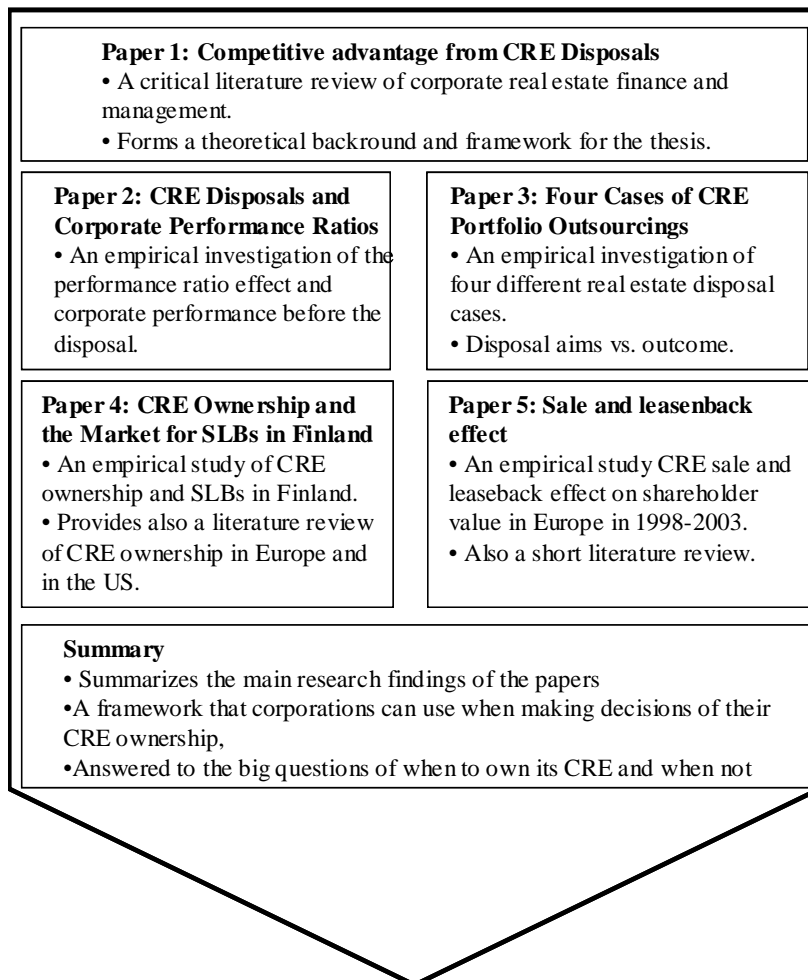 Paper 1: Competitive advantage from CRE Disposals
• A critical literature review of corporate real estate finance and
management.
• Forms a theoretical backround and framework for the thesis.
Paper 2: CRE Disposals and
Corporate Performance Ratios
• An empirical investigation of the
performance ratio effect and
corporate performance before the
disposal.
Paper 3: Four Cases of CRE
Portfolio Outsourcings
• An empirical investigation of
four different real estate disposal
cases.
• Disposal aims vs. outcome.
Paper 4: CRE Ownership and
the Market for SLBs in Finland
• An empirical study of CRE
ownership and SLBs in Finland.
• Provides also a literature review
of CRE ownership in Europe and
in the US.
Paper 5: Sale and leasenback
effect
• An empirical study CRE sale and
leaseback effect on shareholder
value in Europe in 1998-2003.
• Also a short literature review.
Summary
• Summarizes the main research findings of the papers
•A framework that corporations can use when making decisions of their
CRE ownership,
•Answered to the big questions of when to own its CRE and when not